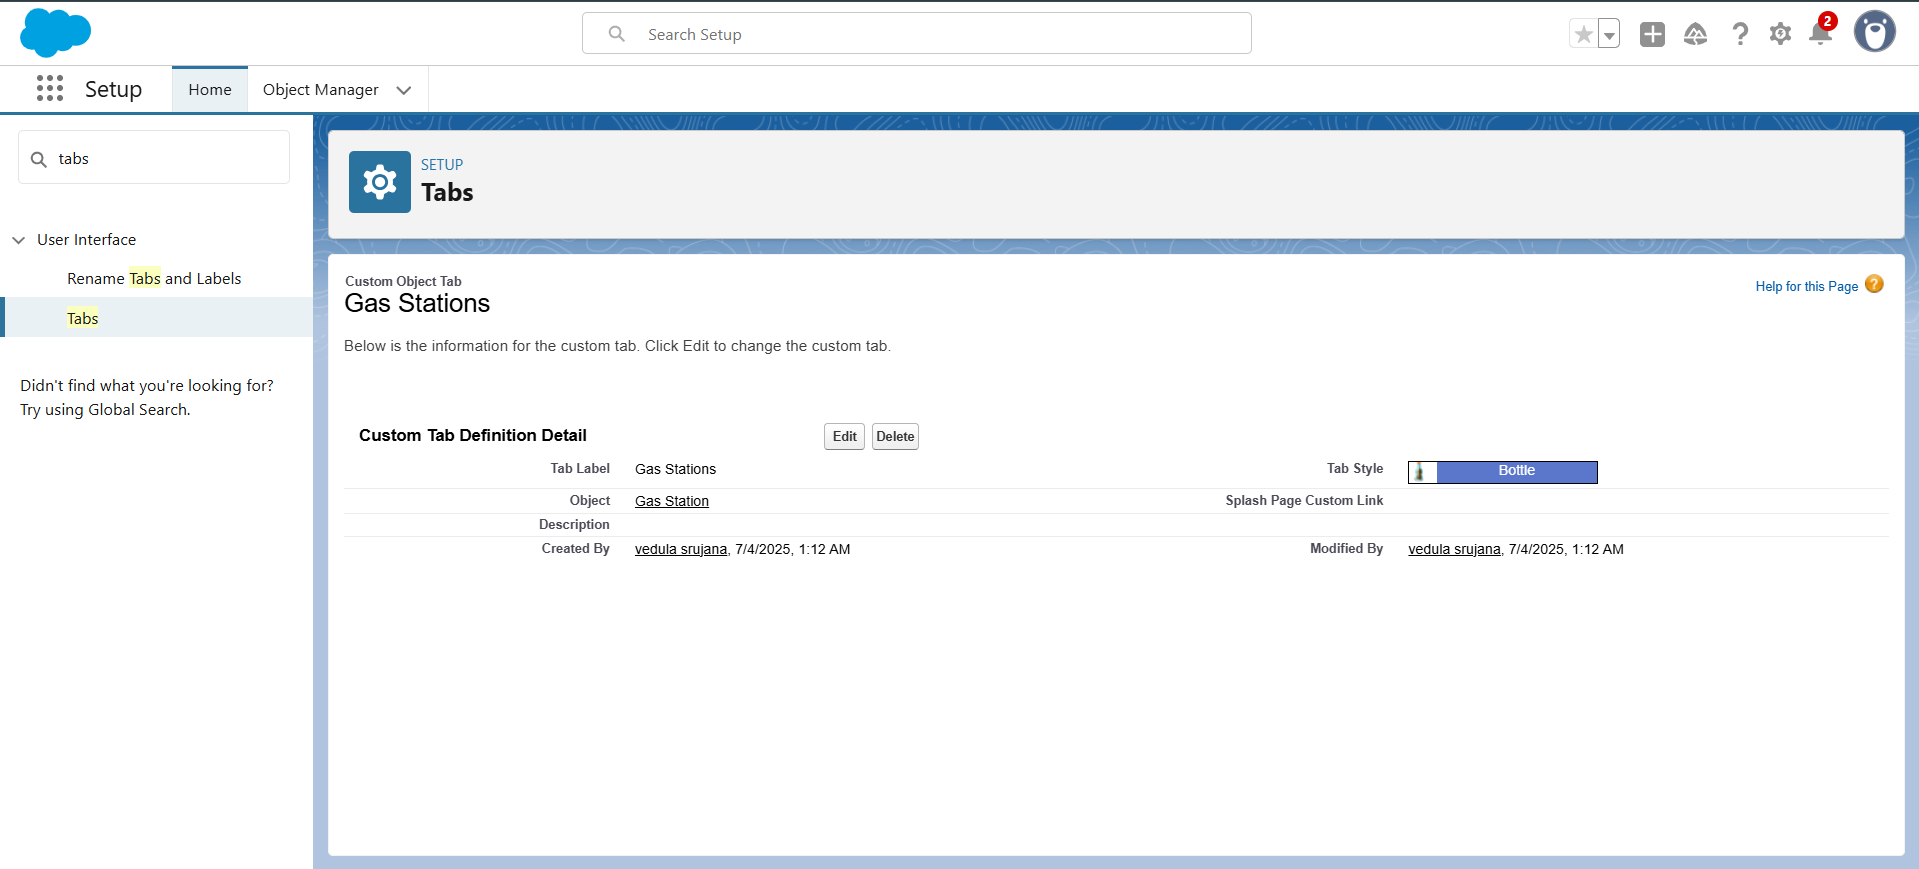 Search Setup
2
Setup
Home
Object Manager
tabs
User Interface
Rename Tabs and Labels
Tabs
Didn't find what you're looking for?
Try using Global Search.
SETUP
Tabs
Custom Object Tab
Gas Stations
Help for this Page ?
Below is the information for the custom tab. Click Edit to change the custom tab.
Custom Tab Definition Detail
Edit
Delete
Tab Label Gas Stations
Tab Style Bottle
Object Gas Station
Splash Page Custom Link
Description
Created By vedula srujana, 7/4/2025, 1:12 AM
Modified By vedula srujana, 7/4/2025, 1:12 AM